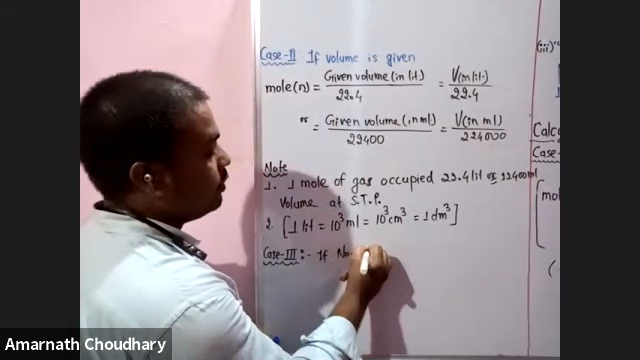 Case-II If volume is given
mole(n) = Given volume (in lit) / 22.4 = V(in lit.) / 22.4
or = Given volume (in ml) / 22400 = V(in ml) / 224000
Note
1. 1 mole of gas occupied 22.4 lit or 22400 ml
volume at S.T.P.
2. [1 lit = 10³ ml = 10³ cm³ = 1 dm³]
Case-III :- If No
(iii)
Calc
Case-
mol
Amarnath Choudhary